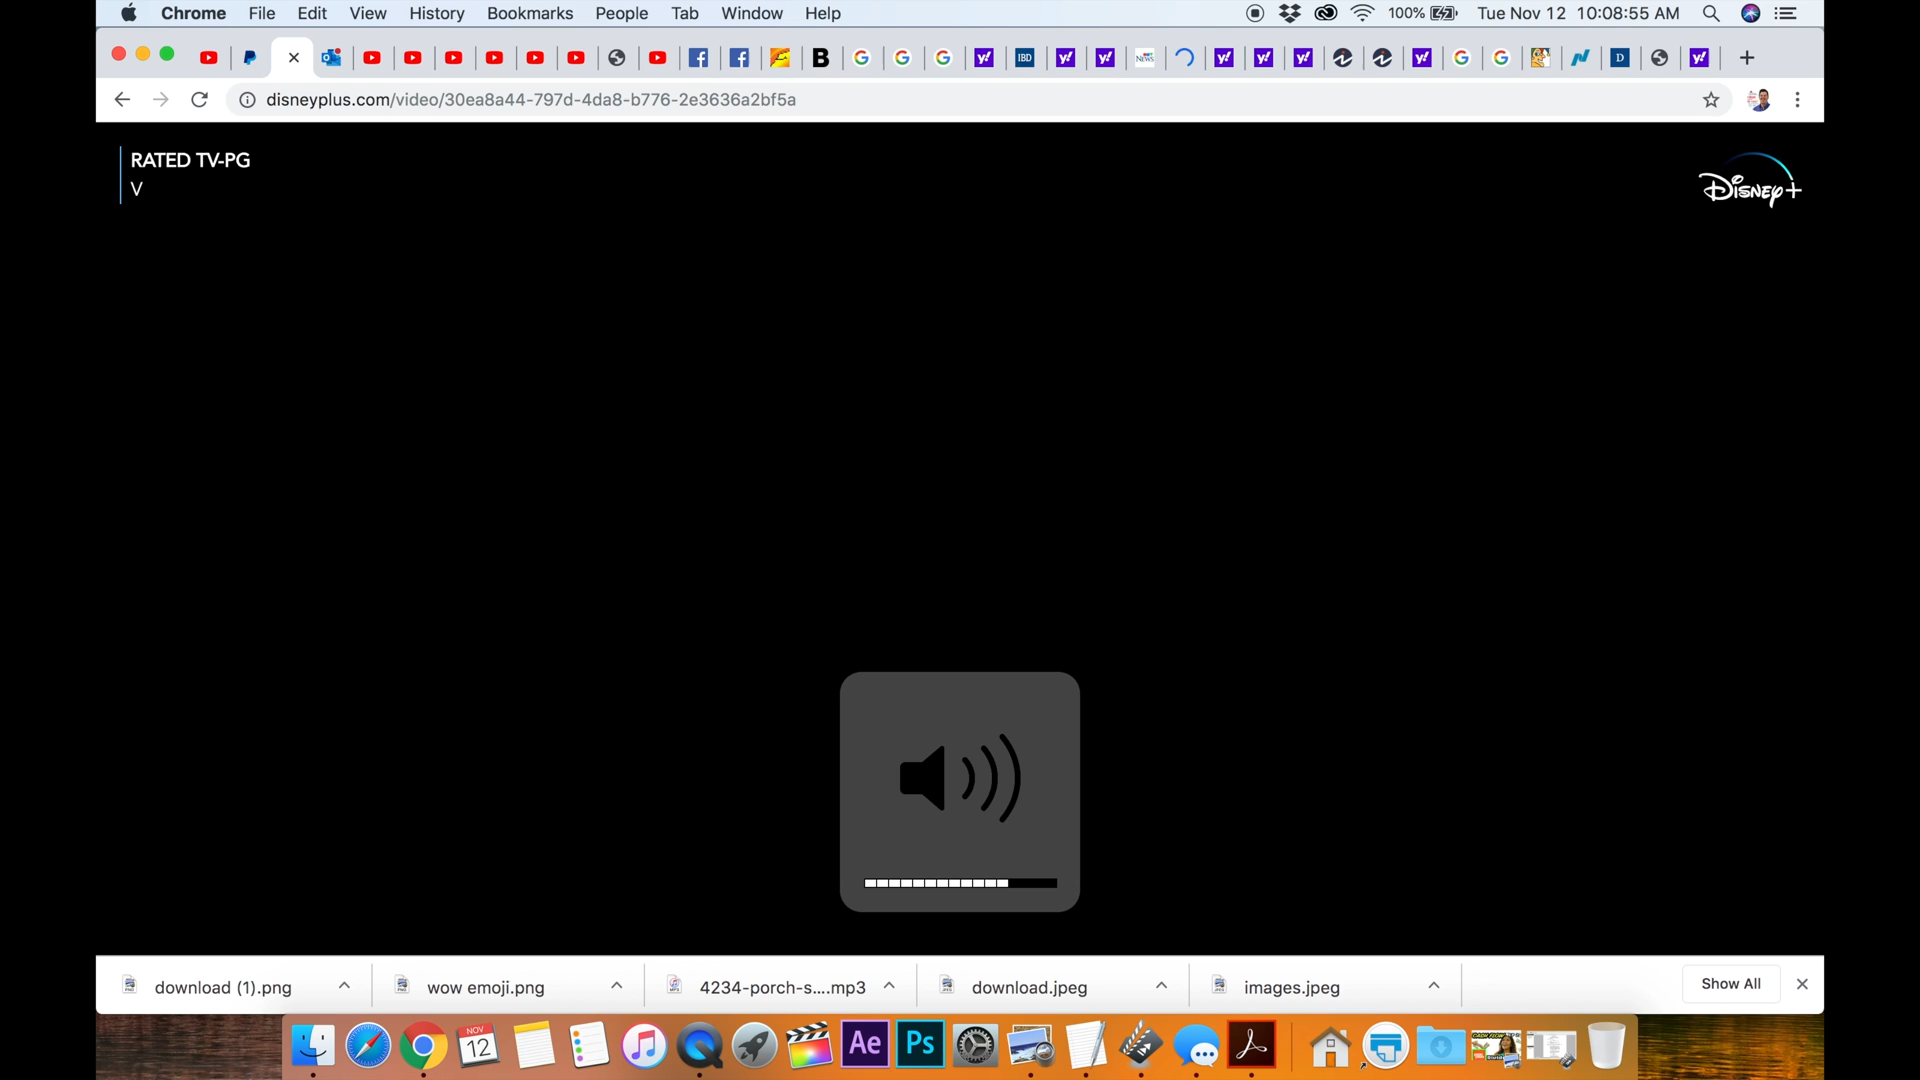 Chrome File Edit View History Bookmarks People Tab Window Help 100% Tue Nov 12 10:08:55 AM
B y! IBD y! y! NEWS y! y! y! y! D y!
disneyplus.com/video/30ea8a44-797d-4da8-b776-2e3636a2bf5a
RATED TV-PG
V
Disney+
download (1).png wow emoji.png 4234-porch-s....mp3 download.jpeg images.jpeg Show All
NOV
12
Ae Ps